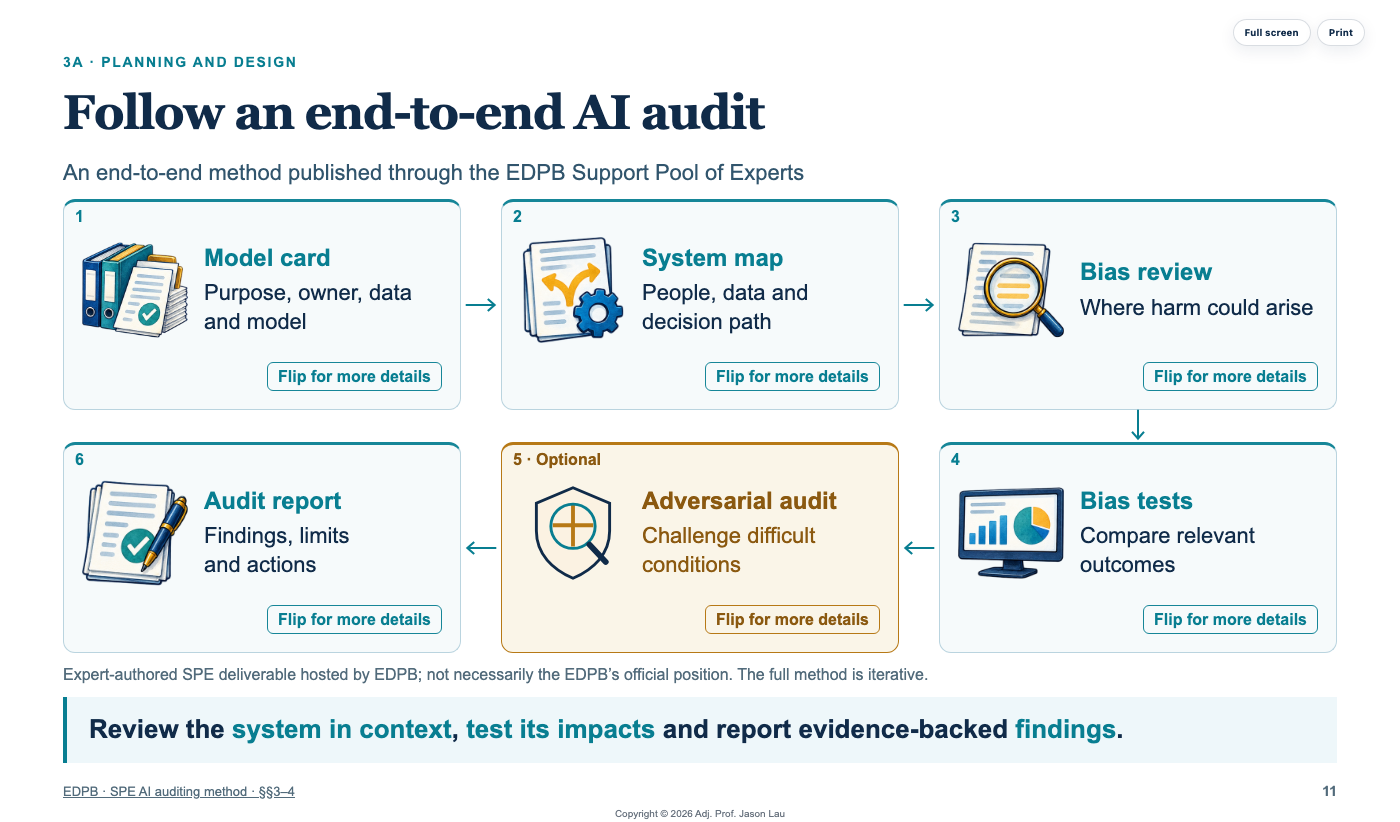 Full screen
Print
3A · PLANNING AND DESIGN
Follow an end-to-end AI audit
An end-to-end method published through the EDPB Support Pool of Experts
1
Model card
Purpose, owner, data
and model
Flip for more details
2
System map
People, data and
decision path
Flip for more details
3
Bias review
Where harm could arise
Flip for more details
4
Bias tests
Compare relevant
outcomes
Flip for more details
5 · Optional
Adversarial audit
Challenge difficult
conditions
Flip for more details
6
Audit report
Findings, limits
and actions
Flip for more details
Expert-authored SPE deliverable hosted by EDPB; not necessarily the EDPB’s official position. The full method is iterative.
Review the system in context, test its impacts and report evidence-backed findings.
EDPB · SPE AI auditing method · §§3–4
11
Copyright © 2026 Adj. Prof. Jason Lau